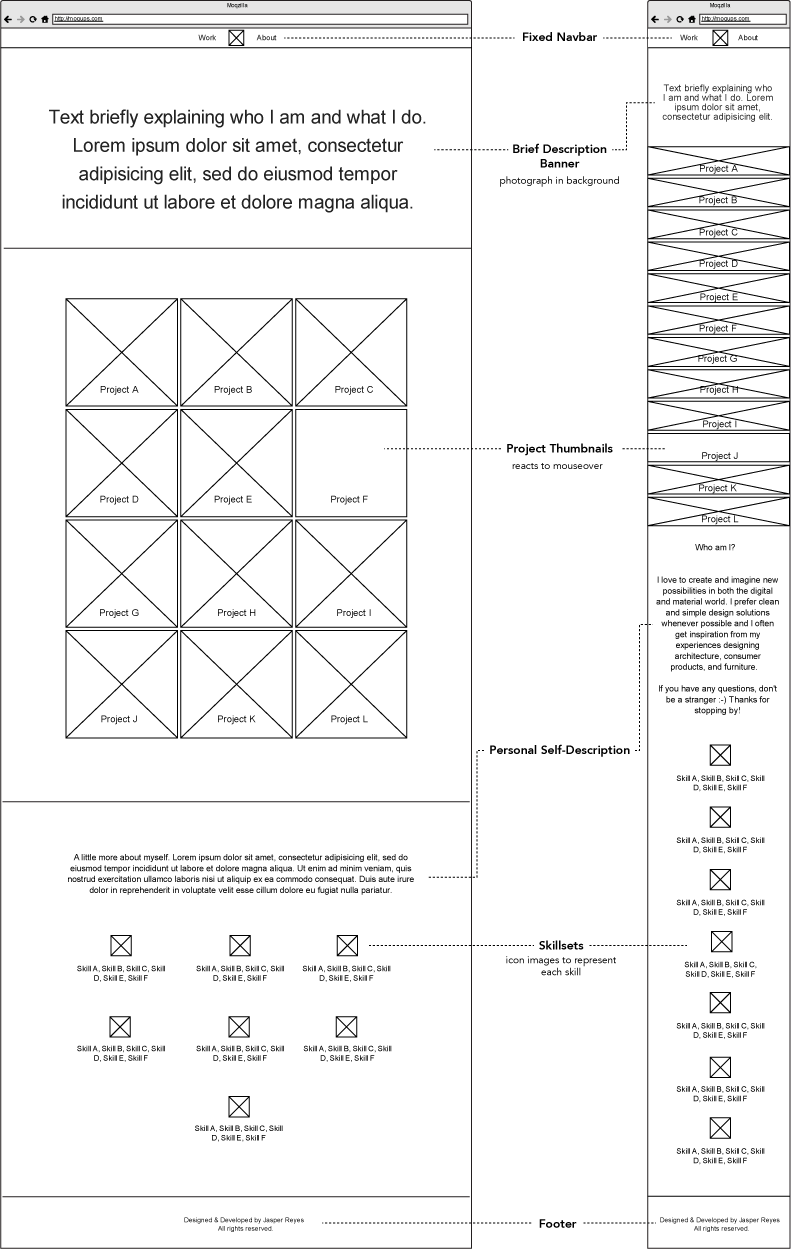 Moqzilla
http://moqups.com
Work
About
Text briefly explaining who I am and what I do.
Lorem ipsum dolor sit amet, consectetur
adipisicing elit, sed do eiusmod tempor
incididunt ut labore et dolore magna aliqua.
Project A
Project B
Project C
Project D
Project E
Project F
Project G
Project H
Project I
Project J
Project K
Project L
A little more about myself. Lorem ipsum dolor sit amet, consectetur adipisicing elit, sed do
eiusmod tempor incididunt ut labore et dolore magna aliqua. Ut enim ad minim veniam, quis
nostrud exercitation ullamco laboris nisi ut aliquip ex ea commodo consequat. Duis aute irure
dolor in reprehenderit in voluptate velit esse cillum dolore eu fugiat nulla pariatur.
Skill A, Skill B, Skill C, Skill
D, Skill E, Skill F
Skill A, Skill B, Skill C, Skill
D, Skill E, Skill F
Skill A, Skill B, Skill C, Skill
D, Skill E, Skill F
Skill A, Skill B, Skill C, Skill
D, Skill E, Skill F
Skill A, Skill B, Skill C, Skill
D, Skill E, Skill F
Skill A, Skill B, Skill C, Skill
D, Skill E, Skill F
Skill A, Skill B, Skill C, Skill
D, Skill E, Skill F
Designed & Developed by Jasper Reyes
All rights reserved.
Fixed Navbar
Brief Description
Banner
photograph in background
Project Thumbnails
reacts to mouseover
Personal Self-Description
Skillsets
icon images to represent
each skill
Footer
Moqzilla
http://moqups.com
Work
About
Text briefly explaining who
I am and what I do. Lorem
ipsum dolor sit amet,
consectetur adipisicing elit.
Project A
Project B
Project C
Project D
Project E
Project F
Project G
Project H
Project I
Project J
Project K
Project L
Who am I?
I love to create and imagine new
possibilities in both the digital
and material world. I prefer clean
and simple design solutions
whenever possible and I often
get inspiration from my
experiences designing
architecture, consumer
products, and furniture.
If you have any questions, don't
be a stranger :-) Thanks for
stopping by!
Skill A, Skill B, Skill C, Skill
D, Skill E, Skill F
Skill A, Skill B, Skill C, Skill
D, Skill E, Skill F
Skill A, Skill B, Skill C, Skill
D, Skill E, Skill F
Skill A, Skill B, Skill C,
Skill D, Skill E, Skill F
Skill A, Skill B, Skill C, Skill
D, Skill E, Skill F
Skill A, Skill B, Skill C, Skill
D, Skill E, Skill F
Skill A, Skill B, Skill C, Skill
D, Skill E, Skill F
Designed & Developed by Jasper Reyes
All rights reserved.